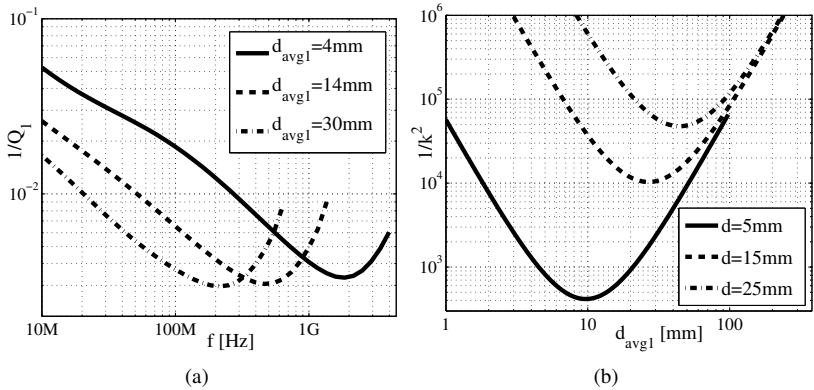 10^-1
10^-2
1/Q_1
10M
100M
1G
f [Hz]
d_avg1=4mm
d_avg1=14mm
d_avg1=30mm
(a)
10^6
10^5
10^4
10^3
1/k^2
1
10
100
d_avg1 [mm]
d=5mm
d=15mm
d=25mm
(b)